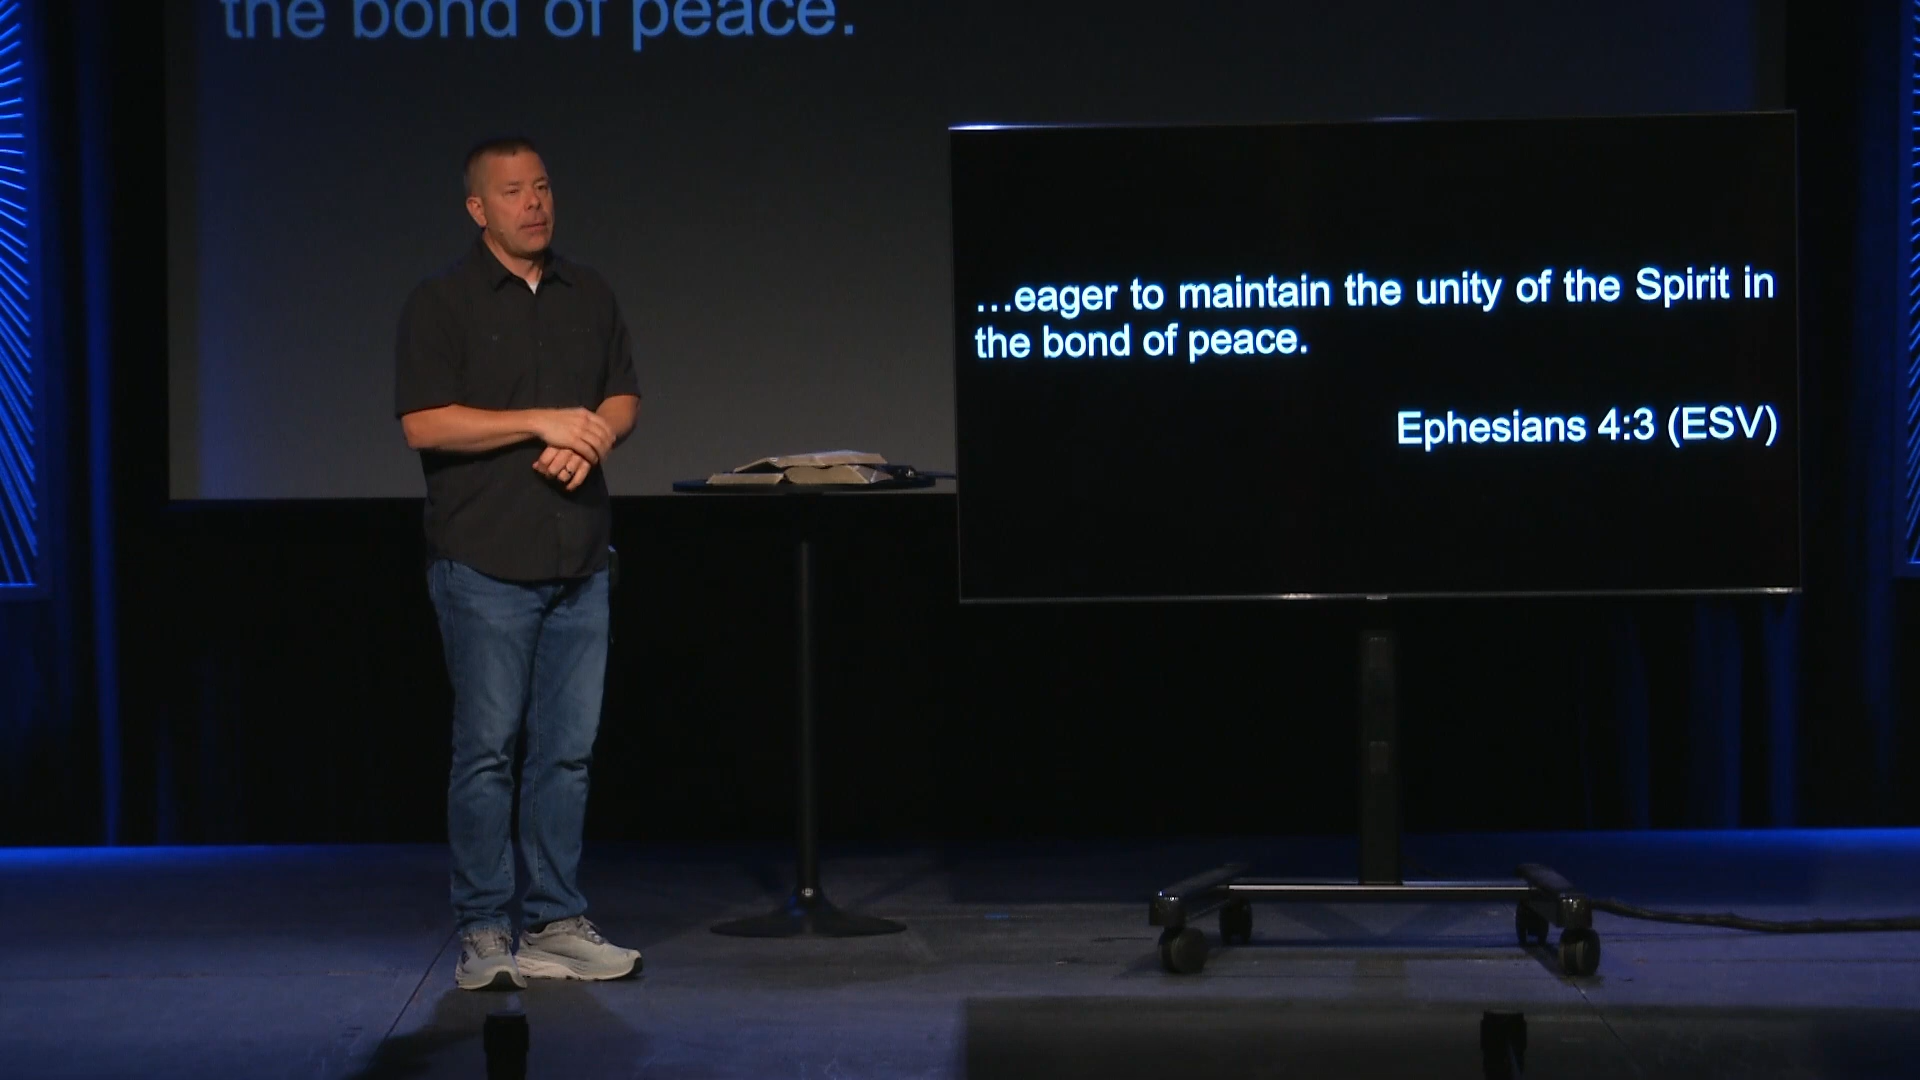 the bond of peace.
...eager to maintain the unity of the Spirit in
the bond of peace.
Ephesians 4:3 (ESV)